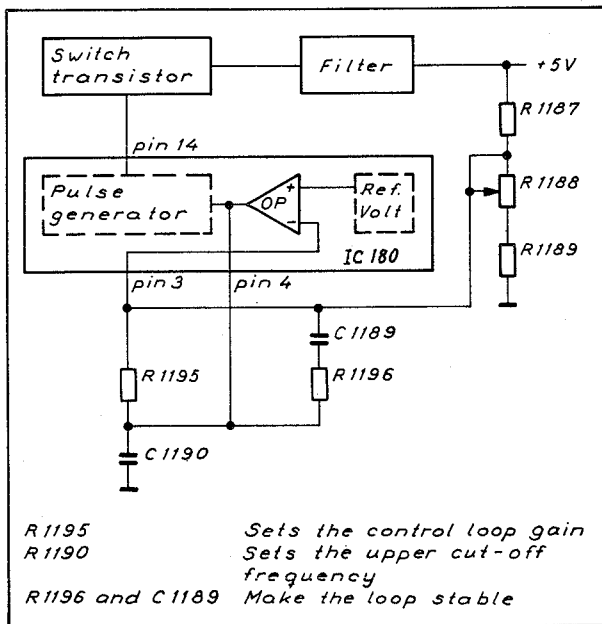 Switch
transistor
Filter
+5V
R1187
pin 14
Pulse
generator
+
OP
-
Ref.
Volt
R1188
IC 180
R1189
pin 3
pin 4
C1189
R1195
R1196
C1190
R1195 Sets the control loop gain
R1190 Sets the upper cut-off
frequency
R1196 and C1189 Make the loop stable